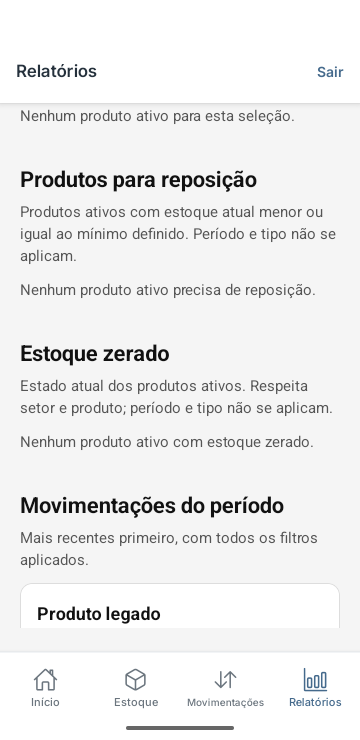 Relatórios
Sair
Nenhum produto ativo para esta seleção.
Produtos para reposição
Produtos ativos com estoque atual menor ou
igual ao mínimo definido. Período e tipo não se
aplicam.
Nenhum produto ativo precisa de reposição.
Estoque zerado
Estado atual dos produtos ativos. Respeita
setor e produto; período e tipo não se aplicam.
Nenhum produto ativo com estoque zerado.
Movimentações do período
Mais recentes primeiro, com todos os filtros
aplicados.
Produto legado
Início
Estoque
Movimentações
Relatórios